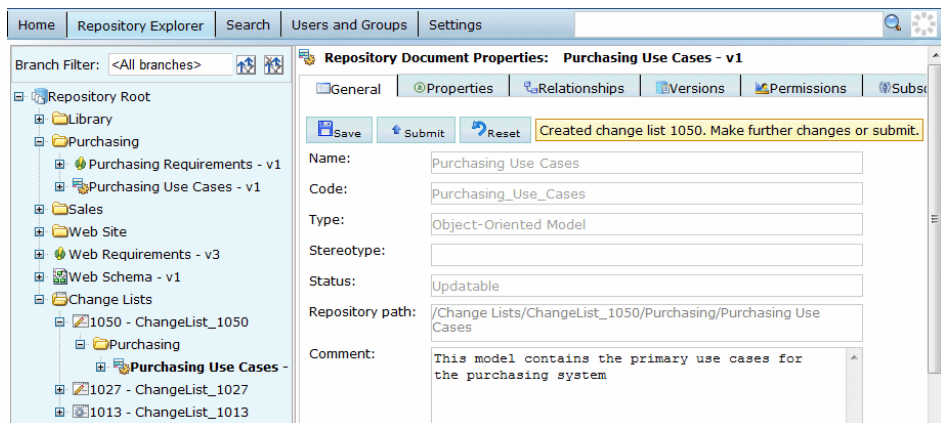 Home Repository Explorer Search Users and Groups Settings
Branch Filter: <All branches>
Repository Root
Library
Purchasing
Purchasing Requirements - v1
Purchasing Use Cases - v1
Sales
Web Site
Web Requirements - v3
Web Schema - v1
Change Lists
1050 - ChangeList_1050
Purchasing
Purchasing Use Cases -
1027 - ChangeList_1027
1013 - ChangeList_1013
Repository Document Properties: Purchasing Use Cases - v1
General Properties Relationships Versions Permissions Subsc
Save Submit Reset Created change list 1050. Make further changes or submit.
Name: Purchasing Use Cases
Code: Purchasing_Use_Cases
Type: Object-Oriented Model
Stereotype:
Status: Updatable
Repository path: /Change Lists/ChangeList_1050/Purchasing/Purchasing Use
Cases
Comment: This model contains the primary use cases for
the purchasing system